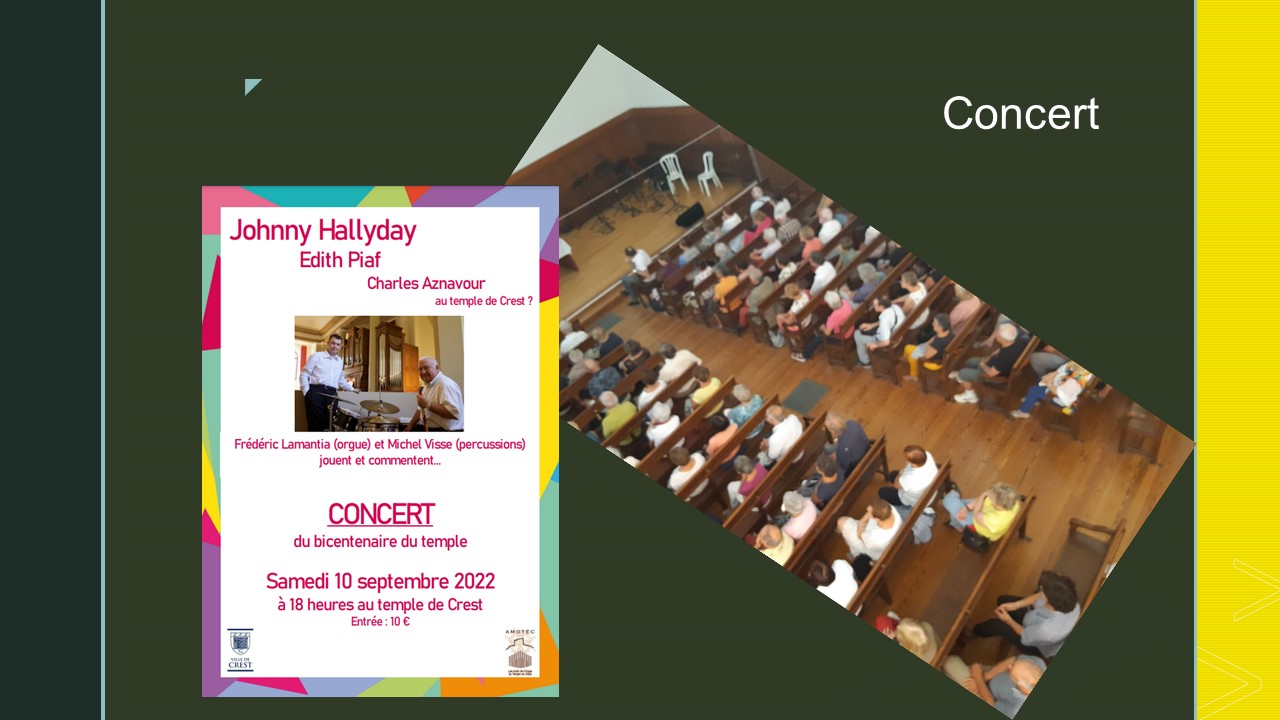 Concert
Johnny Hallyday
Edith Piaf
Charles Aznavour
au temple de Crest ?
Frédéric Lamantia (orgue) et Michel Visse (percussions)
jouent et commentent...
CONCERT
du bicentenaire du temple
Samedi 10 septembre 2022
à 18 heures au temple de Crest
Entrée : 10 €
VILLE DE
CREST
AMOTEC